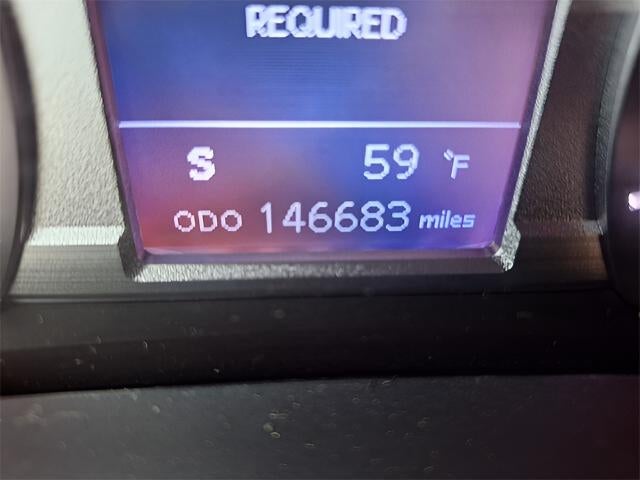 REQUIRED
S 59 °F
ODO 146683 miles